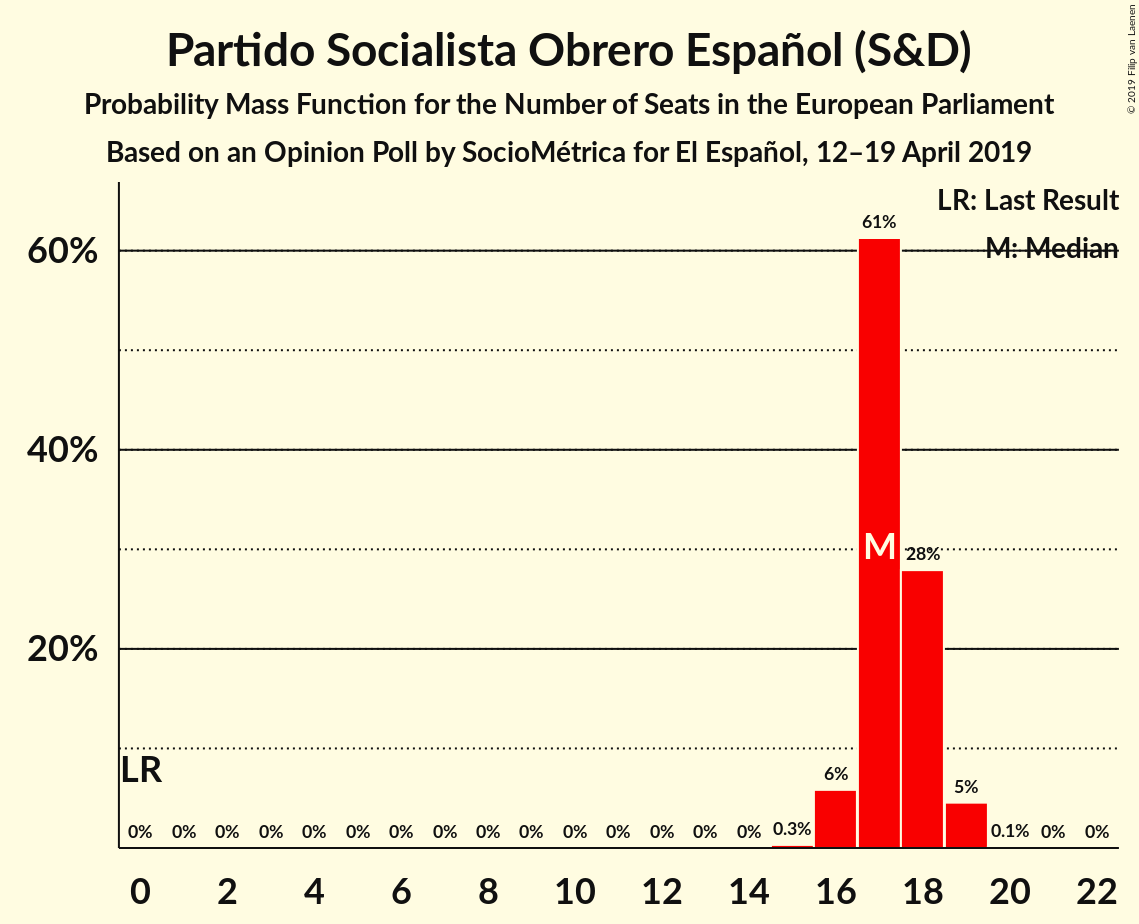 Partido Socialista Obrero Español (S&D)
Probability Mass Function for the Number of Seats in the European Parliament
Based on an Opinion Poll by SocioMétrica for El Español, 12–19 April 2019
© 2019 Filip van Laenen
LR: Last Result
M: Median
61%
60%
40%
M
28%
20%
LR
6%
5%
0% 0% 0% 0% 0% 0% 0% 0% 0% 0% 0% 0% 0% 0% 0% 0.3% 0.1% 0% 0%
0 2 4 6 8 10 12 14 16 18 20 22